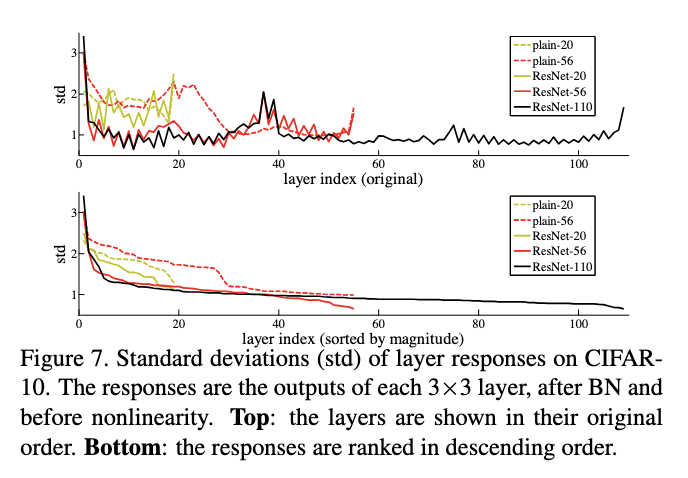 3
2
1
std
0
20
40
60
80
100
layer index (original)
plain-20
plain-56
ResNet-20
ResNet-56
ResNet-110
3
2
1
std
0
20
40
60
80
100
layer index (sorted by magnitude)
plain-20
plain-56
ResNet-20
ResNet-56
ResNet-110
Figure 7. Standard deviations (std) of layer responses on CIFAR-
10. The responses are the outputs of each 3×3 layer, after BN and
before nonlinearity. Top: the layers are shown in their original
order. Bottom: the responses are ranked in descending order.